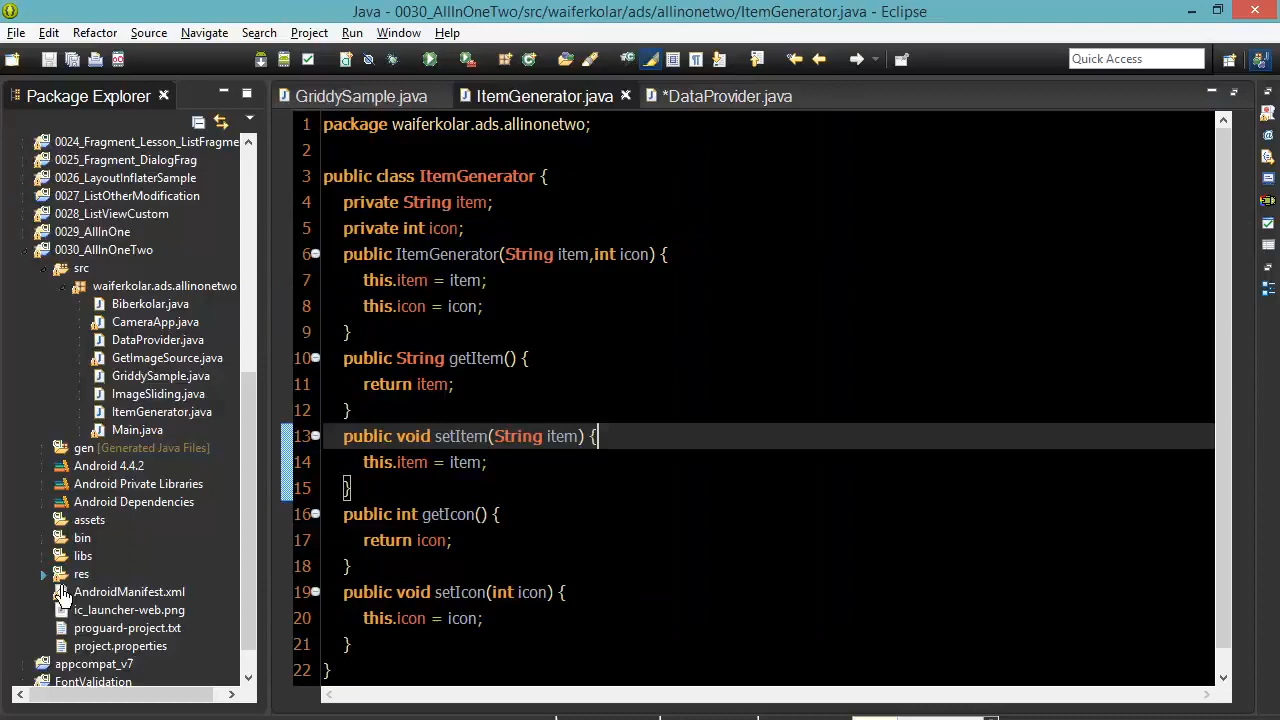 Java - 0030_AllInOneTwo/src/waiferkolar/ads/allinonetwo/ItemGenerator.java - Eclipse
File Edit Refactor Source Navigate Search Project Run Window Help
Quick Access
Package Explorer
0024_Fragment_Lesson_ListFragme
0025_Fragment_DialogFrag
0026_LayoutInflaterSample
0027_ListOtherModification
0028_ListViewCustom
0029_AllInOne
0030_AllInOneTwo
src
waiferkolar.ads.allinonetwo
Biberkolar.java
CameraApp.java
DataProvider.java
GetImageSource.java
GriddySample.java
ImageSliding.java
ItemGenerator.java
Main.java
gen [Generated Java Files]
Android 4.4.2
Android Private Libraries
Android Dependencies
assets
bin
libs
res
AndroidManifest.xml
ic_launcher-web.png
proguard-project.txt
project.properties
appcompat_v7
FontValidation
GriddySample.java ItemGenerator.java *DataProvider.java
1 package waiferkolar.ads.allinonetwo;
2
3 public class ItemGenerator {
4 private String item;
5 private int icon;
6 public ItemGenerator(String item,int icon) {
7 this.item = item;
8 this.icon = icon;
9 }
10 public String getItem() {
11 return item;
12 }
13 public void setItem(String item) {
14 this.item = item;
15 }
16 public int getIcon() {
17 return icon;
18 }
19 public void setIcon(int icon) {
20 this.icon = icon;
21 }
22 }